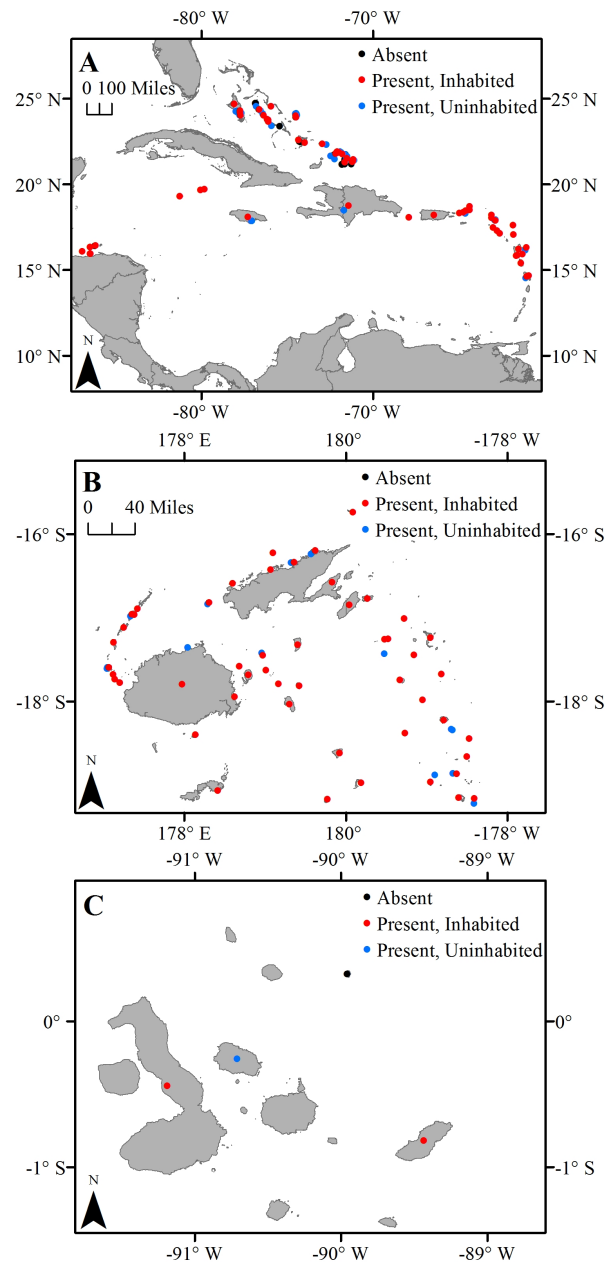 -80° W -70° W
A
0 100 Miles
Absent
Present, Inhabited
Present, Uninhabited
25° N 25° N
20° N 20° N
15° N 15° N
10° N 10° N
N
-80° W -70° W
178° E 180° -178° W
B
0 40 Miles
Absent
Present, Inhabited
Present, Uninhabited
-16° S -16° S
-18° S -18° S
N
178° E 180° -178° W
-91° W -90° W -89° W
C
Absent
Present, Inhabited
Present, Uninhabited
0° 0°
-1° S -1° S
N
-91° W -90° W -89° W